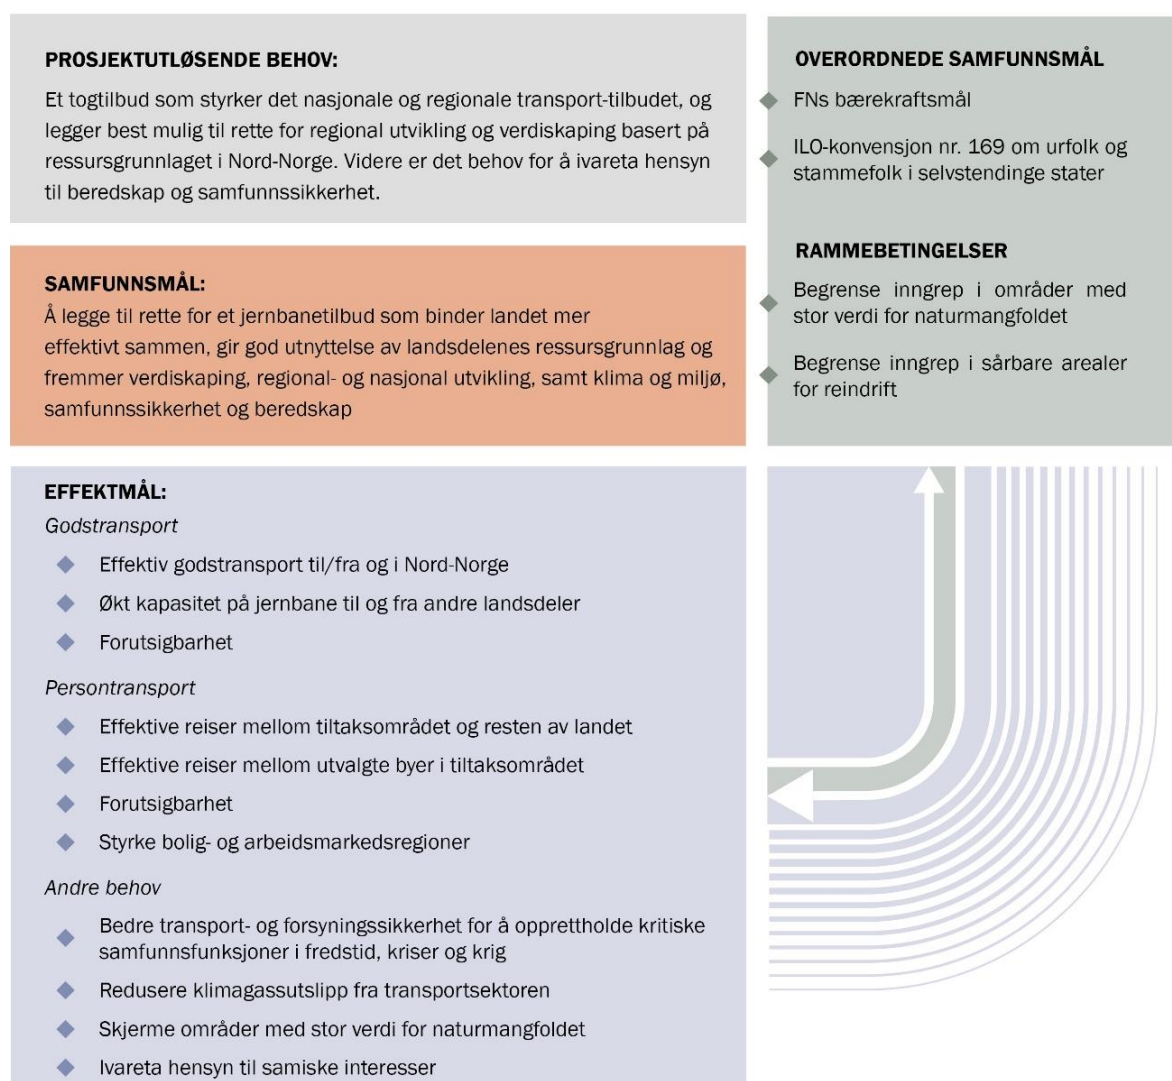 PROSJEKTUTLØSENDE BEHOV:
Et togtilbud som styrker det nasjonale og regionale transport-tilbudet, og
legger best mulig til rette for regional utvikling og verdiskaping basert på
ressursgrunnlaget i Nord-Norge. Videre er det behov for å ivareta hensyn
til beredskap og samfunnssikkerhet.
SAMFUNNSMÅL:
Å legge til rette for et jernbanetilbud som binder landet mer
effektivt sammen, gir god utnyttelse av landsdelenes ressursgrunnlag og
fremmer verdiskaping, regional- og nasjonal utvikling, samt klima og miljø,
samfunnssikkerhet og beredskap
OVERORDNEDE SAMFUNNSMÅL
FNs bærekraftsmål
ILO-konvensjon nr. 169 om urfolk og
stammefolk i selvstendinge stater
RAMMEBETINGELSER
Begrense inngrep i områder med
stor verdi for naturmangfoldet
Begrense inngrep i sårbare arealer
for reindrift
EFFEKTMÅL:
Godstransport
Effektiv godstransport til/fra og i Nord-Norge
Økt kapasitet på jernbane til og fra andre landsdeler
Forutsigbarhet
Persontransport
Effektive reiser mellom tiltaksområdet og resten av landet
Effektive reiser mellom utvalgte byer i tiltaksområdet
Forutsigbarhet
Styrke bolig- og arbeidsmarkedsregioner
Andre behov
Bedre transport- og forsyningssikkerhet for å opprettholde kritiske
samfunnsfunksjoner i fredstid, kriser og krig
Redusere klimagassutslipp fra transportsektoren
Skjerme områder med stor verdi for naturmangfoldet
Ivareta hensyn til samiske interesser